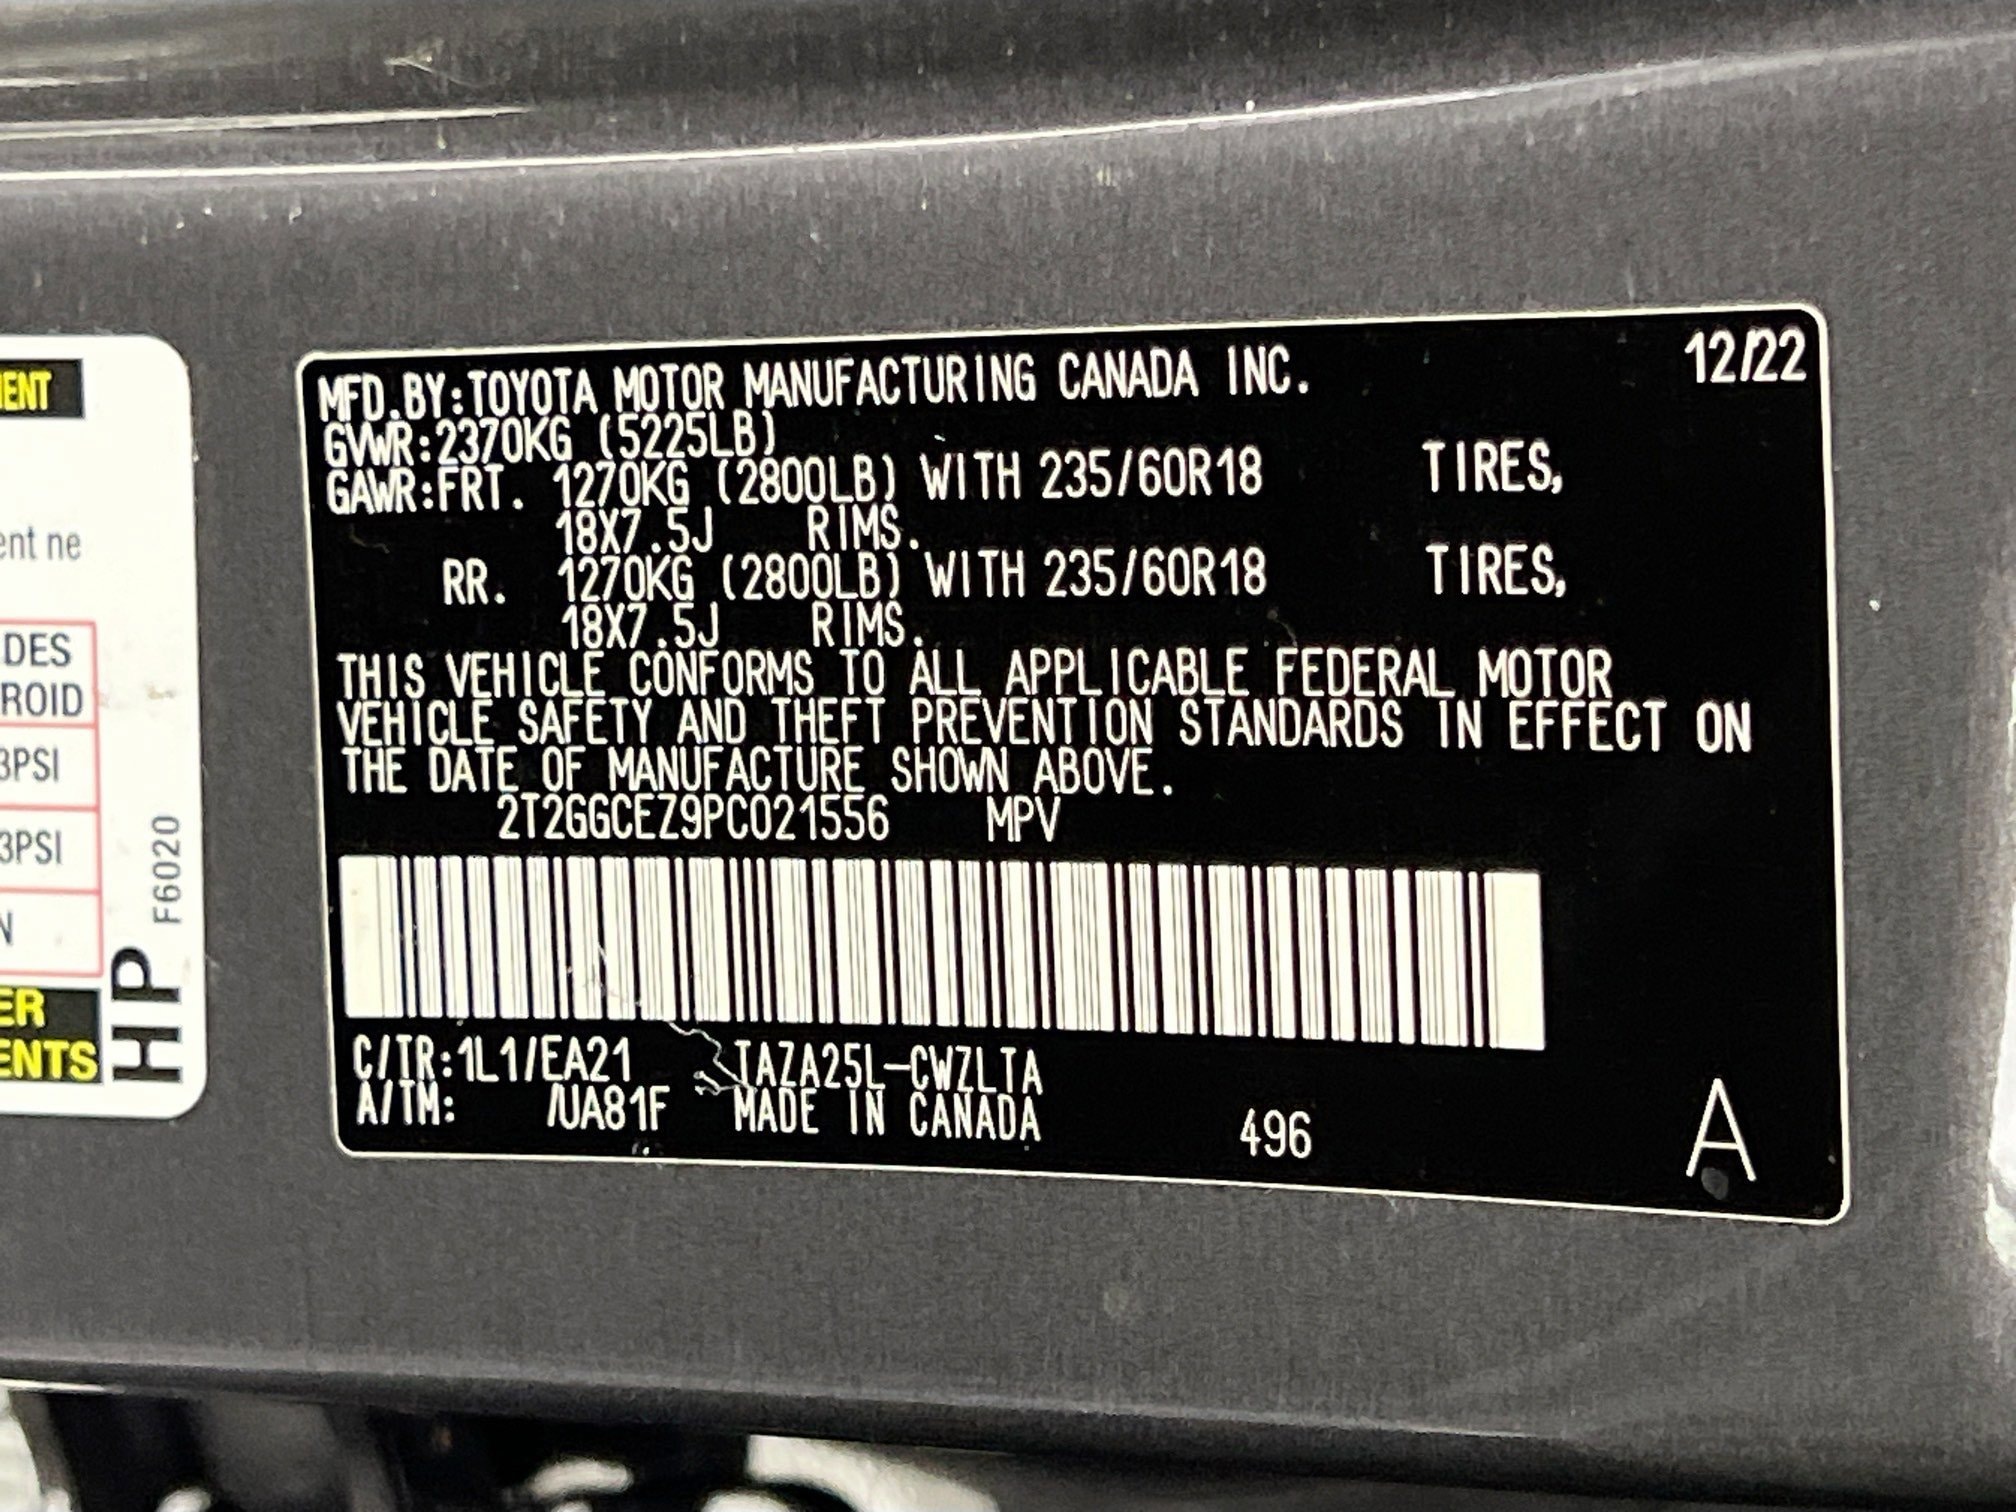 IENT
ent ne
DES
ROID
3PSI
3PSI
N
ER
ENTS
HP F6020
12/22
MFD.BY:TOYOTA MOTOR MANUFACTURING CANADA INC.
GVWR:2370KG (5225LB)
GAWR:FRT. 1270KG (2800LB) WITH 235/60R18 TIRES,
18X7.5J RIMS.
RR. 1270KG (2800LB) WITH 235/60R18 TIRES,
18X7.5J RIMS.
THIS VEHICLE CONFORMS TO ALL APPLICABLE FEDERAL MOTOR
VEHICLE SAFETY AND THEFT PREVENTION STANDARDS IN EFFECT ON
THE DATE OF MANUFACTURE SHOWN ABOVE.
2T2GGCEZ9PC021556 MPV
C/TR:1L1/EA21 TAZA25L-CWZLTA
A/TM: /UA81F MADE IN CANADA 496 A